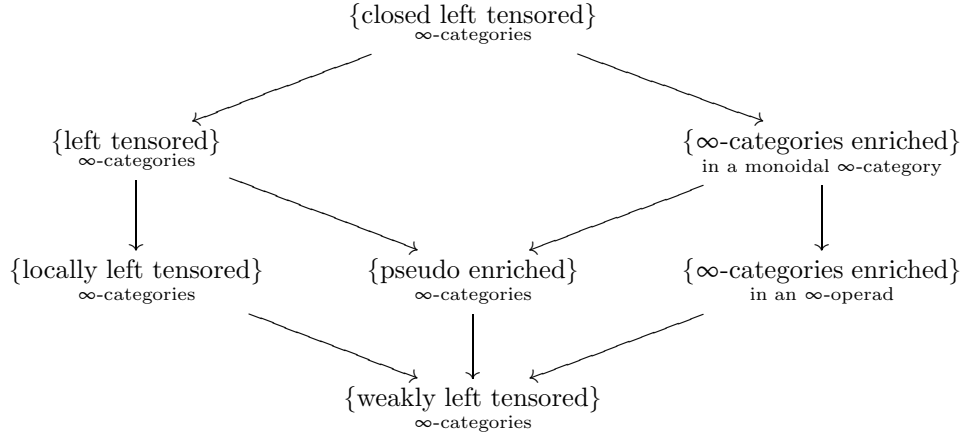 {closed left tensored}
∞-categories
{left tensored}
∞-categories
{∞-categories enriched}
in a monoidal ∞-category
{locally left tensored}
∞-categories
{pseudo enriched}
∞-categories
{∞-categories enriched}
in an ∞-operad
{weakly left tensored}
∞-categories